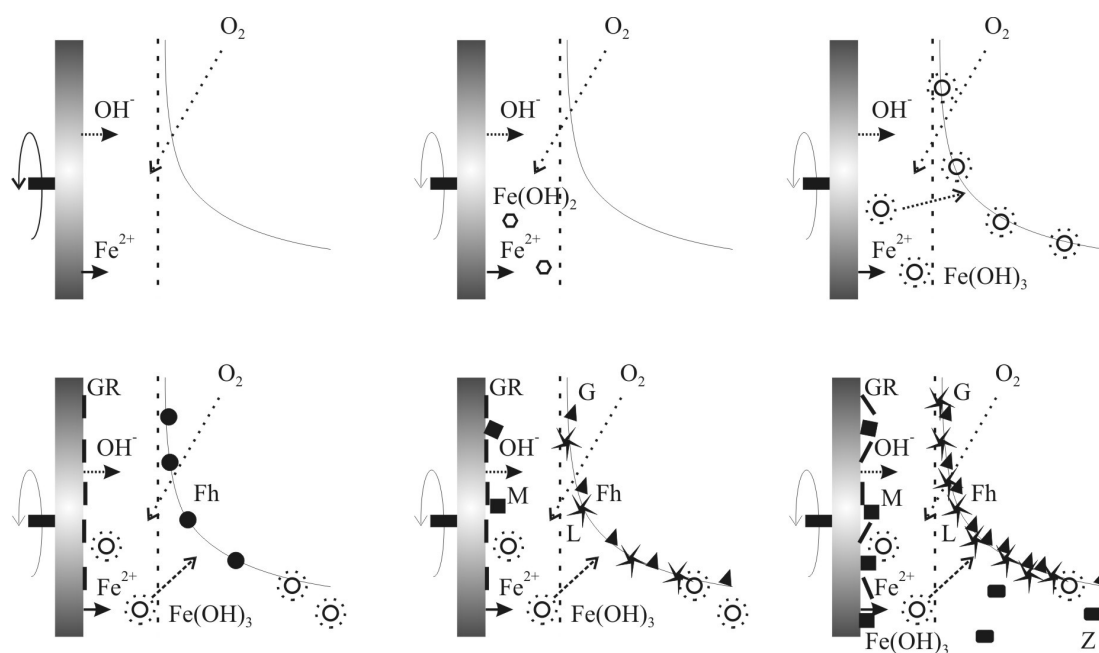 O₂
OH⁻
Fe²⁺
O₂
OH⁻
Fe(OH)₂
Fe²⁺
O₂
OH⁻
Fe²⁺
Fe(OH)₃
GR
O₂
OH⁻
Fh
Fe²⁺
Fe(OH)₃
GR
O₂
G
OH⁻
M
Fh
L
Fe²⁺
Fe(OH)₃
GR
O₂
G
OH⁻
M
Fh
L
Fe²⁺
Fe(OH)₃
Z